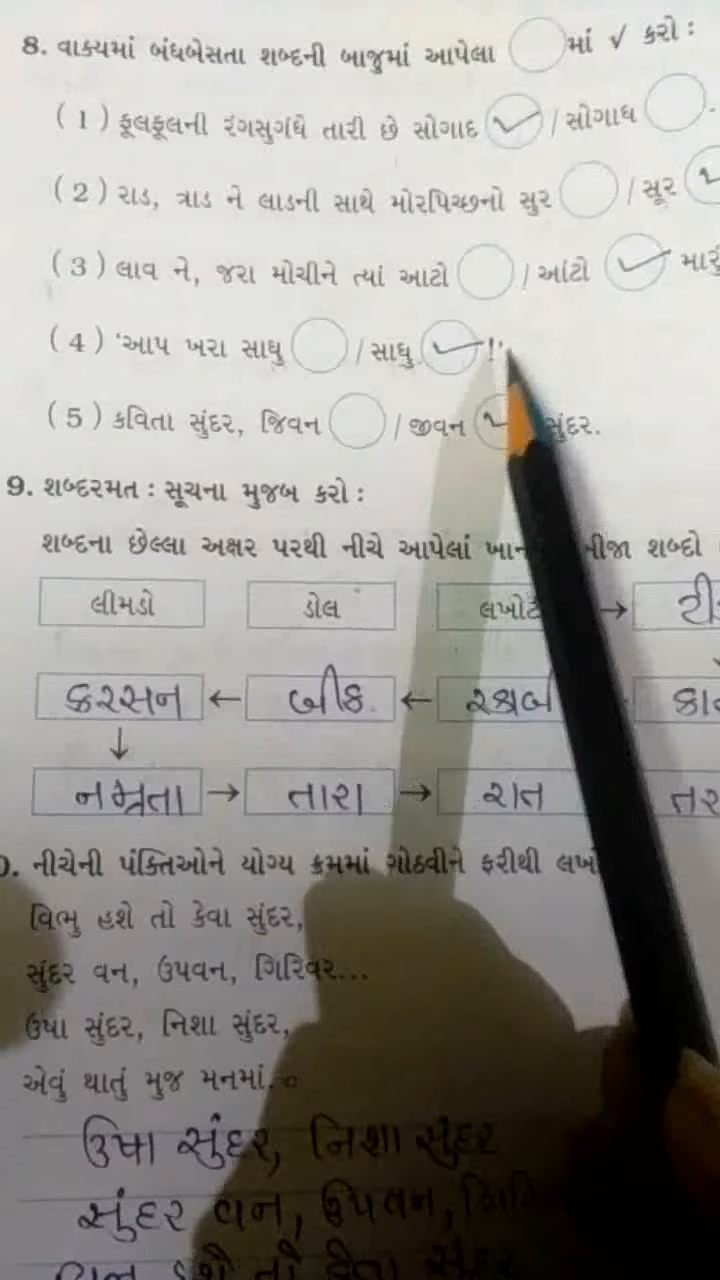 8. વાક્યમાં બંધબેસતા શબ્દની બાજુમાં આપેલા માં ✓ કરો :
(1) ફૂલફૂલની રંગસુગંધે તારી છે સોગાદ ✓ / સોગાધ .
(2) રાડ, ત્રાડ ને લાડની સાથે મોરપિચ્છનો સુર / સૂર ✓
(3) લાવ ને, જરા મોચીને ત્યાં આટો / આંટો ✓
(4) 'આપ ખરા સાધુ / સાધુ ✓ !'
(5) કવિતા સુંદર, જિવન / જીવન ✓ સુંદર.
9. શબ્દરમત : સૂચના મુજબ કરો :
શબ્દના છેલ્લા અક્ષર પરથી નીચે આપેલાં શબ્દો
લીમડો ડોલ →
કરસન ← બીક ←
↓
નમ્રતા → તારા → રાત
નીચેની પંક્તિઓને યોગ્ય ક્રમમાં ગોઠવીને ફરીથી
વિભુ હશે તો કેવા સુંદર,
સુંદર વન, ઉપવન, ગિરિવર...
ઉષા સુંદર, નિશા સુંદર,
એવું થાતું મુજ મનમાં.
ઉષા સુંદર, નિશા સુંદર
સુંદર વન, ઉપવન,